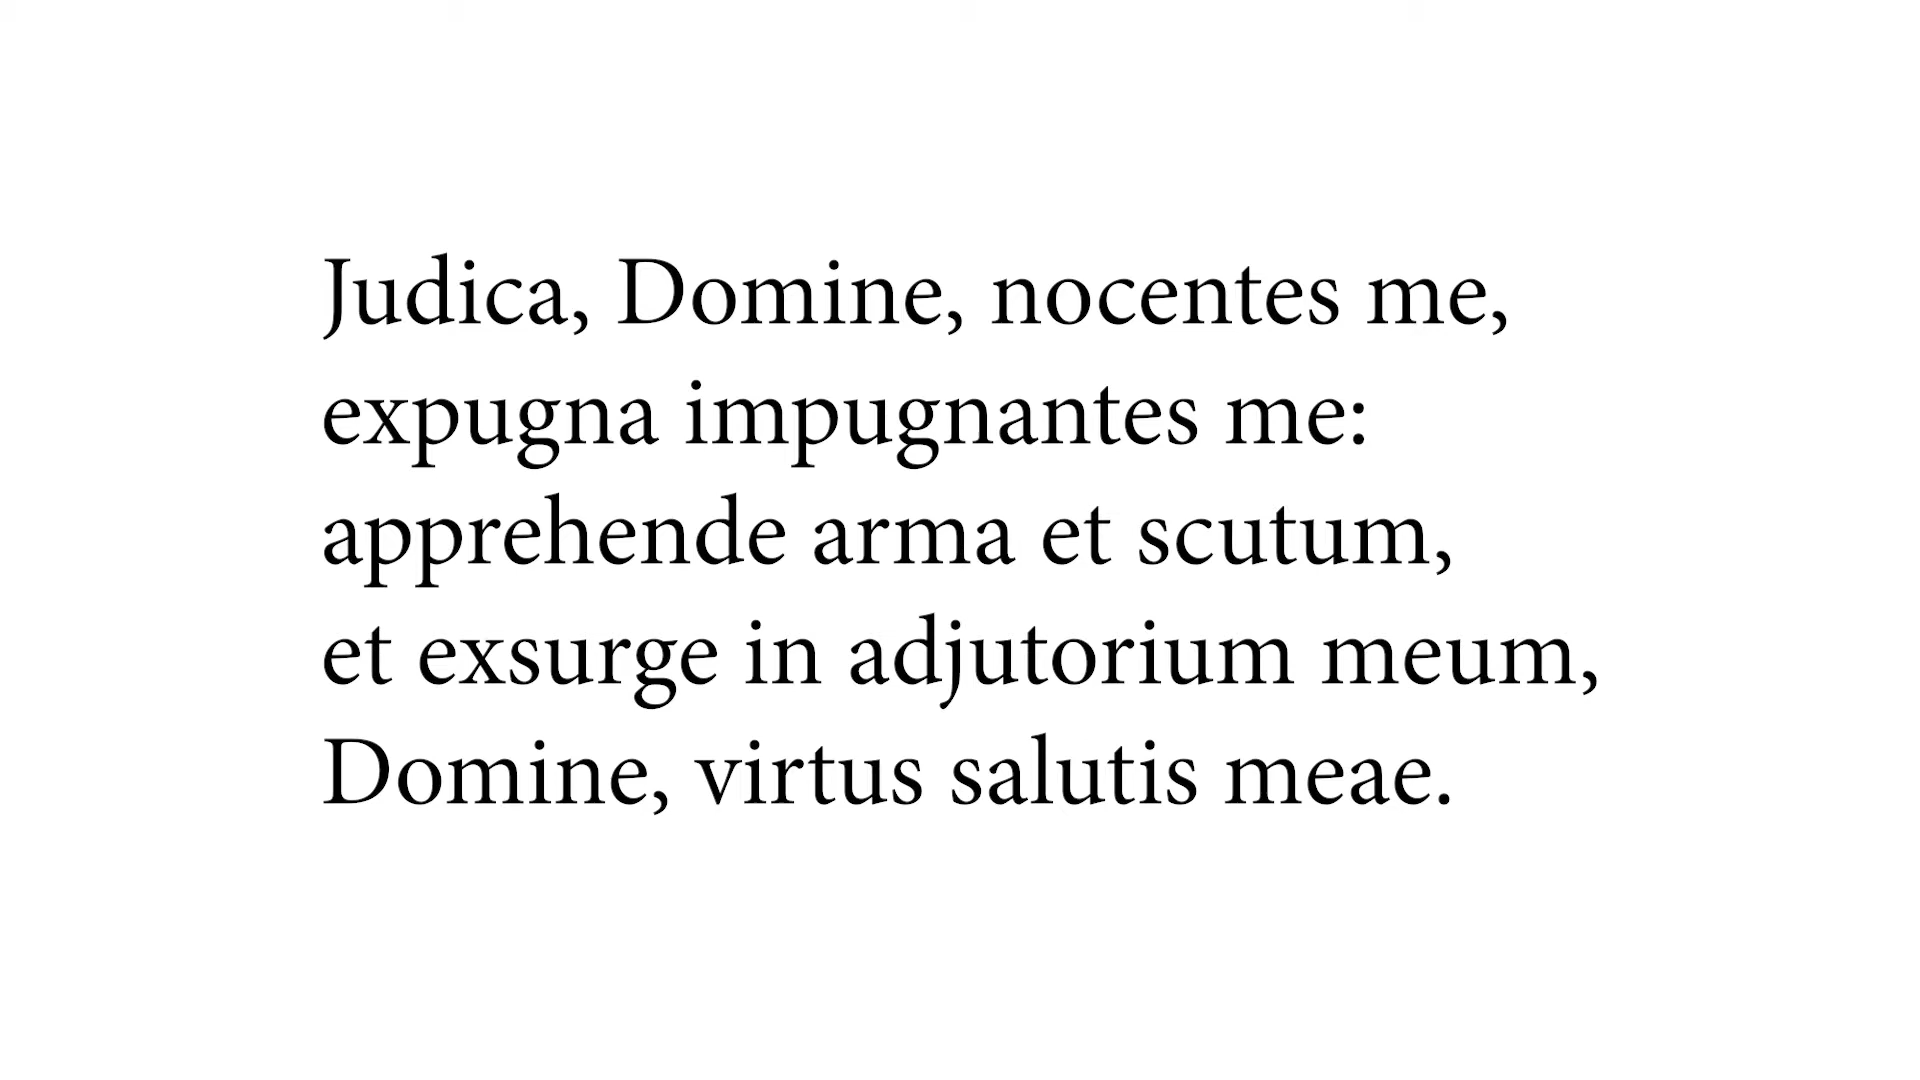 Judica, Domine, nocentes me,
expugna impugnantes me:
apprehende arma et scutum,
et exsurge in adjutorium meum,
Domine, virtus salutis meae.